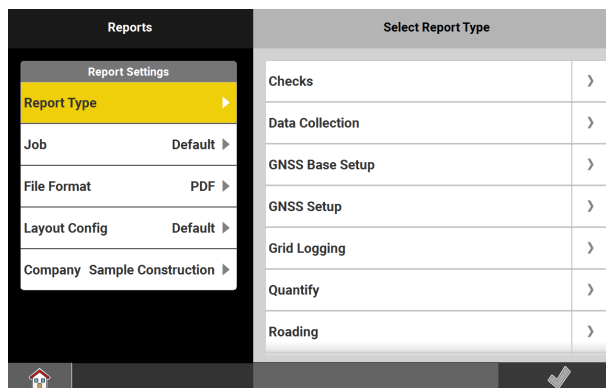 Reports
Report Settings
Report Type
Job Default
File Format PDF
Layout Config Default
Company Sample Construction
Select Report Type
Checks
Data Collection
GNSS Base Setup
GNSS Setup
Grid Logging
Quantify
Roading